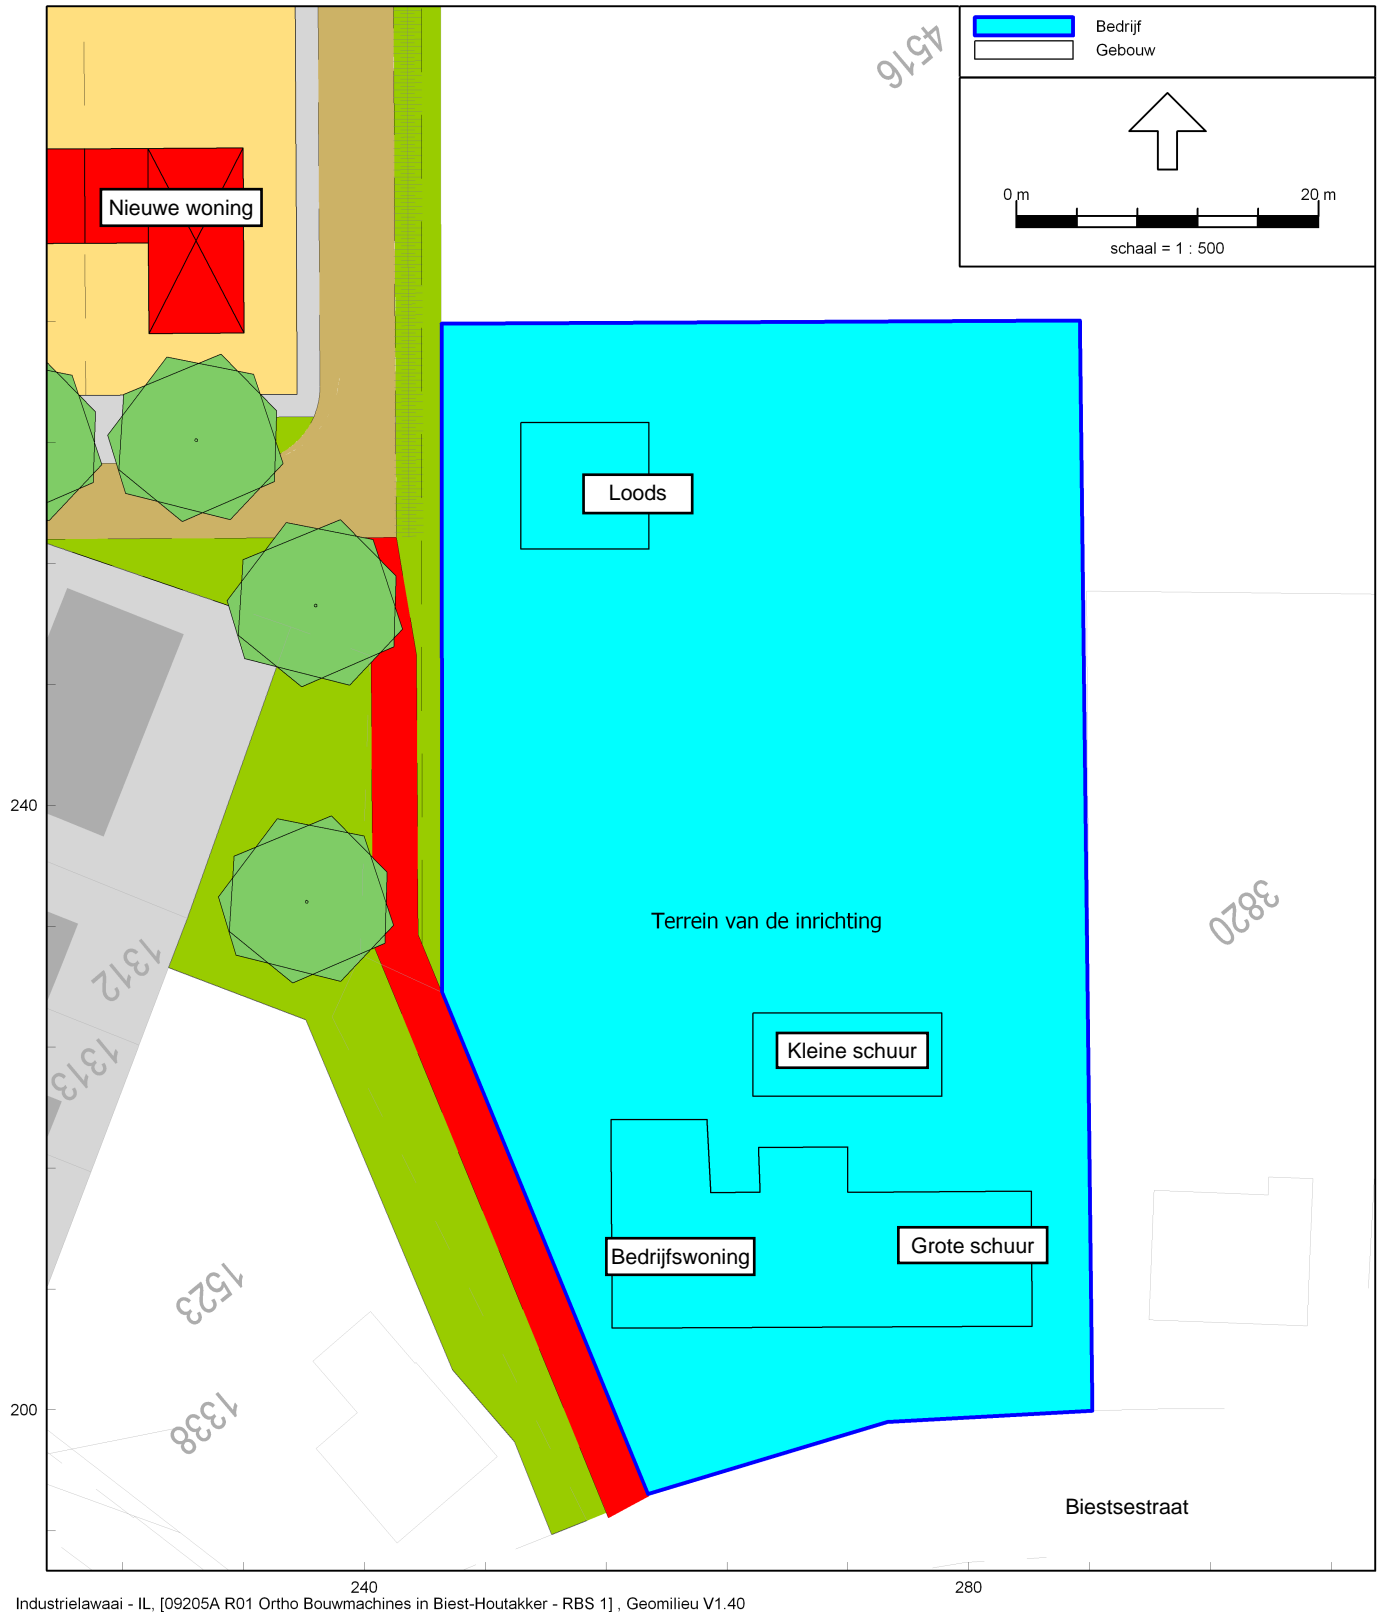 4516
Bedrijf
Gebouw
0 m
20 m
schaal = 1 : 500
Nieuwe woning
Loods
240
Terrein van de inrichting
3820
1312
1313
Kleine schuur
Grote schuur
Bedrijfswoning
1523
1338
200
Biestsestraat
240
280
Industrielawaai - IL, [09205A R01 Ortho Bouwmachines in Biest-Houtakker - RBS 1] , Geomilieu V1.40